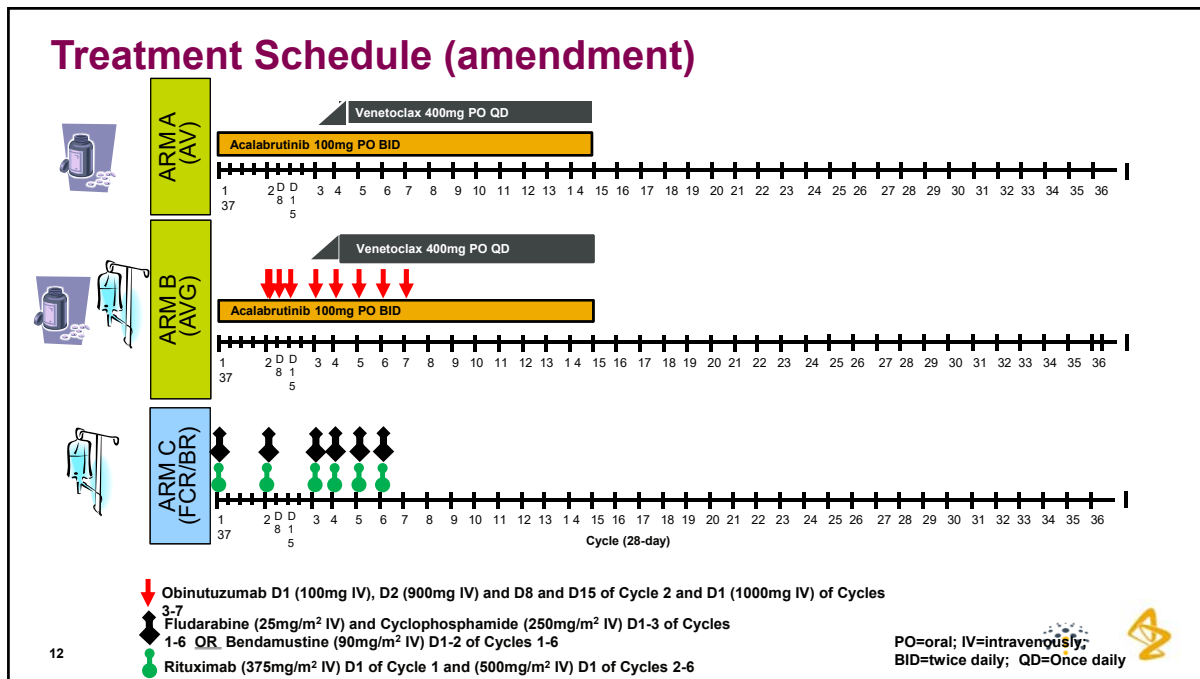 Treatment Schedule (amendment)
ARM A
(AV)
Venetoclax 400mg PO QD
Acalabrutinib 100mg PO BID
1 2 D D 3 4 5 6 7 8 9 10 11 12 13 1 4 15 16 17 18 19 20 21 22 23 24 25 26 27 28 29 30 31 32 33 34 35 36
37 8 1
5
ARM B
(AVG)
Venetoclax 400mg PO QD
Acalabrutinib 100mg PO BID
1 2 D D 3 4 5 6 7 8 9 10 11 12 13 1 4 15 16 17 18 19 20 21 22 23 24 25 26 27 28 29 30 31 32 33 34 35 36
37 8 1
5
ARM C
(FCR/BR)
1 2 D D 3 4 5 6 7 8 9 10 11 12 13 1 4 15 16 17 18 19 20 21 22 23 24 25 26 27 28 29 30 31 32 33 34 35 36
37 8 1
5
Cycle (28-day)
Obinutuzumab D1 (100mg IV), D2 (900mg IV) and D8 and D15 of Cycle 2 and D1 (1000mg IV) of Cycles
3-7
Fludarabine (25mg/m² IV) and Cyclophosphamide (250mg/m² IV) D1-3 of Cycles
1-6 OR Bendamustine (90mg/m² IV) D1-2 of Cycles 1-6
Rituximab (375mg/m² IV) D1 of Cycle 1 and (500mg/m² IV) D1 of Cycles 2-6
PO=oral; IV=intravenously;
BID=twice daily; QD=Once daily
12